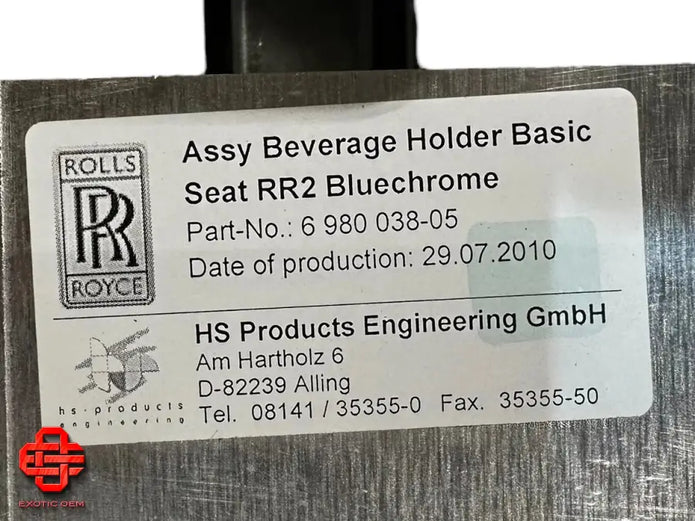 Assy Beverage Holder Basic
Seat RR2 Bluechrome
Part-No.: 6 980 038-05
Date of production: 29.07.2010
ROLLS
RR
ROYCE
HS Products Engineering GmbH
Am Hartholz 6
D-82239 Alling
Tel. 08141 / 35355-0 Fax. 35355-50
hs-products
engineering
EXOTIC OEM